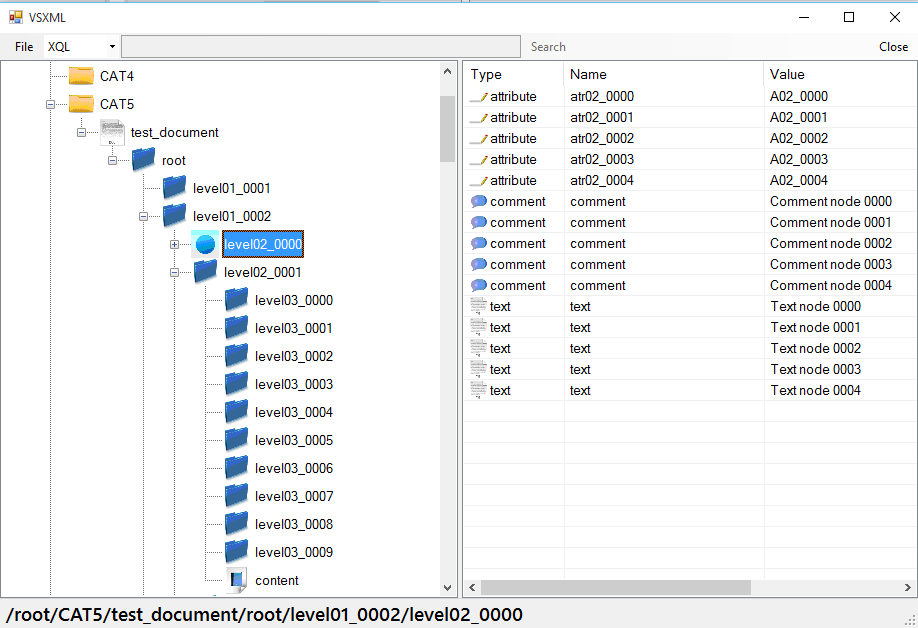 VSXML
File XQL Search Close
CAT4
CAT5
test_document
root
level01_0001
level01_0002
level02_0000
level02_0001
level03_0000
level03_0001
level03_0002
level03_0003
level03_0004
level03_0005
level03_0006
level03_0007
level03_0008
level03_0009
content
Type Name Value
attribute atr02_0000 A02_0000
attribute atr02_0001 A02_0001
attribute atr02_0002 A02_0002
attribute atr02_0003 A02_0003
attribute atr02_0004 A02_0004
comment comment Comment node 0000
comment comment Comment node 0001
comment comment Comment node 0002
comment comment Comment node 0003
comment comment Comment node 0004
text text Text node 0000
text text Text node 0001
text text Text node 0002
text text Text node 0003
text text Text node 0004
/root/CAT5/test_document/root/level01_0002/level02_0000